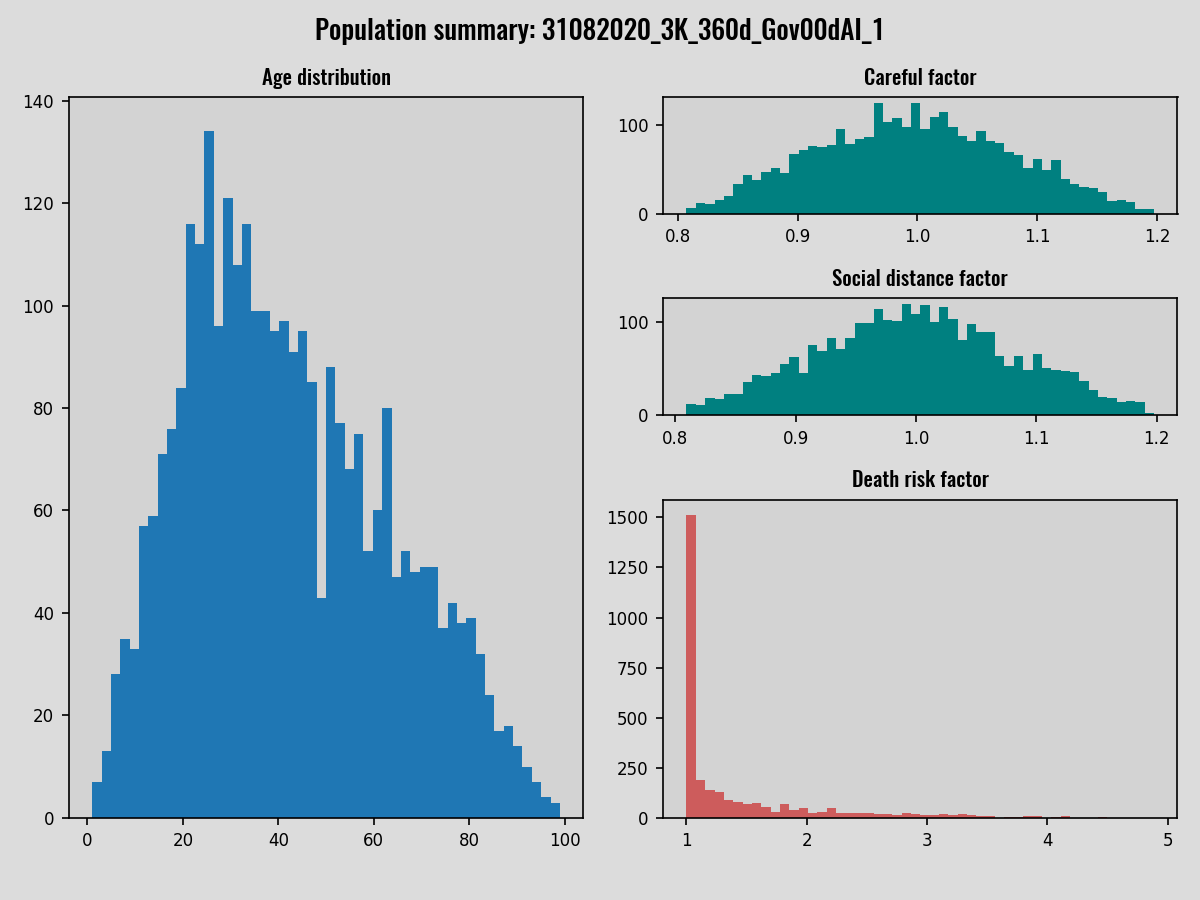 Population summary: 31082020_3K_360d_Gov00dAI_1
Age distribution
140
120
100
80
60
40
20
0
0 20 40 60 80 100
Careful factor
100
0
0.8 0.9 1.0 1.1 1.2
Social distance factor
100
0
0.8 0.9 1.0 1.1 1.2
Death risk factor
1500
1250
1000
750
500
250
0
1 2 3 4 5